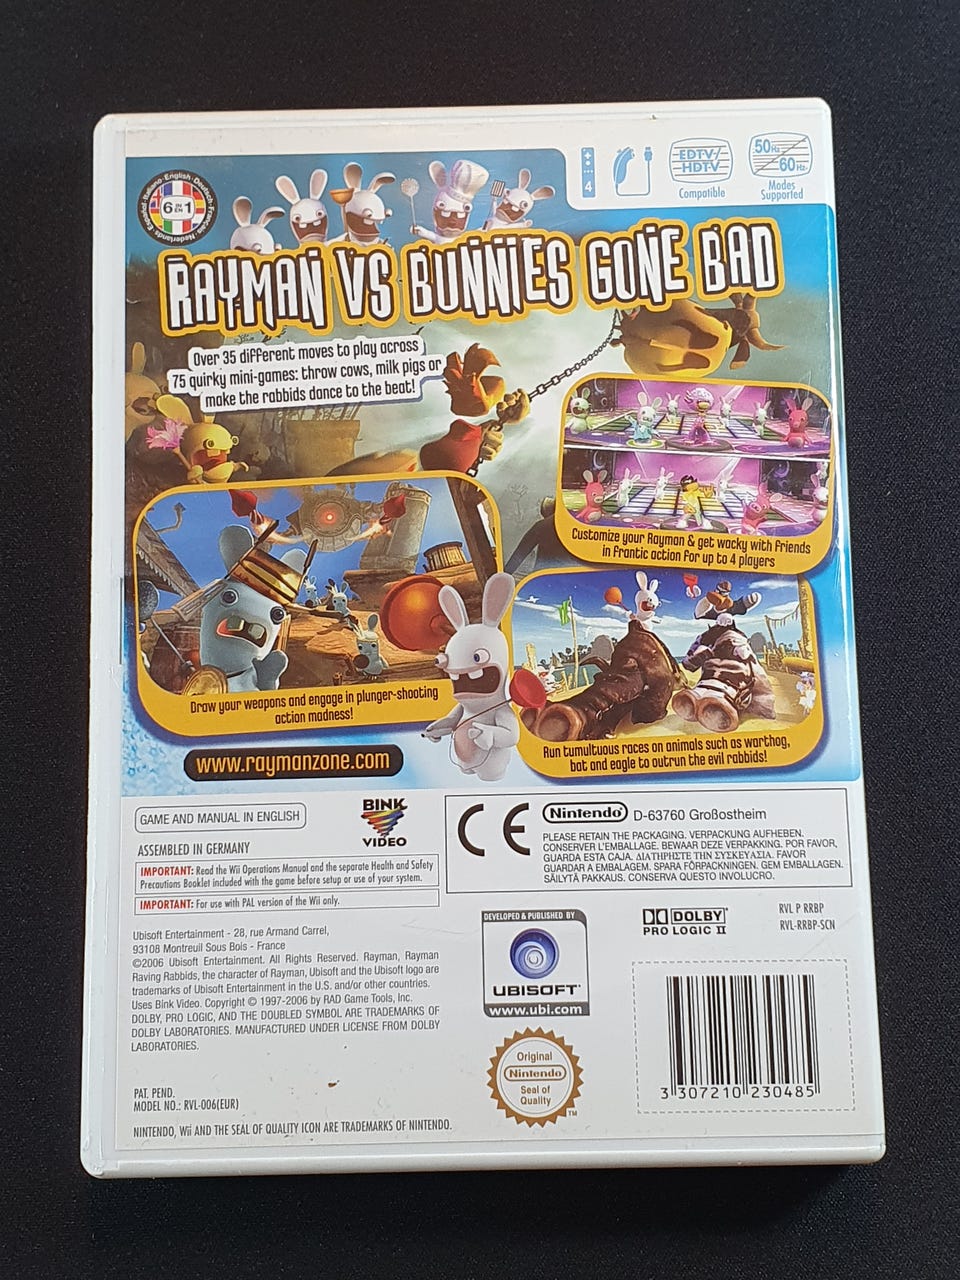 Italiano·English·Deutsch·Français·Nederlands·Español
6 IN EN 1
4
EDTV/
HDTV
Compatible
50Hz
60Hz
Modes
Supported
RAYMAN VS BUNNIES GONE BAD
Over 35 different moves to play across
75 quirky mini-games: throw cows, milk pigs or
make the rabbids dance to the beat!
Customize your Rayman & get wacky with friends
in frantic action for up to 4 players
Draw your weapons and engage in plunger-shooting
action madness!
Run tumultuous races on animals such as warthog,
bat and eagle to outrun the evil rabbids!
www.raymanzone.com
GAME AND MANUAL IN ENGLISH
BINK
VIDEO
ASSEMBLED IN GERMANY
IMPORTANT: Read the Wii Operations Manual and the separate Health and Safety
Precautions Booklet included with the game before setup or use of your system.
IMPORTANT: For use with PAL version of the Wii only.
CE
Nintendo D-63760 Großostheim
PLEASE RETAIN THE PACKAGING. VERPACKUNG AUFHEBEN.
CONSERVER L'EMBALLAGE. BEWAAR DEZE VERPAKKING. POR FAVOR,
GUARDA ESTA CAJA. ΔΙΑΤΗΡΗΣΤΕ ΤΗΝ ΣΥΣΚΕΥΑΣΙΑ. FAVOR
GUARDAR A EMBALAGEM. SPARA FÖRPACKNINGEN. GEM EMBALLAGEN.
SÄILYTÄ PAKKAUS. CONSERVA QUESTO INVOLUCRO.
Ubisoft Entertainment - 28, rue Armand Carrel,
93108 Montreuil Sous Bois - France
©2006 Ubisoft Entertainment. All Rights Reserved. Rayman, Rayman
Raving Rabbids, the character of Rayman, Ubisoft and the Ubisoft logo are
trademarks of Ubisoft Entertainment in the U.S. and/or other countries.
Uses Bink Video. Copyright © 1997-2006 by RAD Game Tools, Inc.
DOLBY, PRO LOGIC, AND THE DOUBLED SYMBOL ARE TRADEMARKS OF
DOLBY LABORATORIES. MANUFACTURED UNDER LICENSE FROM DOLBY
LABORATORIES.
DEVELOPED & PUBLISHED BY
UBISOFT
www.ubi.com
DOLBY
PRO LOGIC II
RVL P RRBP
RVL-RRBP-SCN
Original
Nintendo
Seal of
Quality
TM
3 307210 230485
PAT. PEND.
MODEL NO.: RVL-006(EUR)
NINTENDO, Wii AND THE SEAL OF QUALITY ICON ARE TRADEMARKS OF NINTENDO.